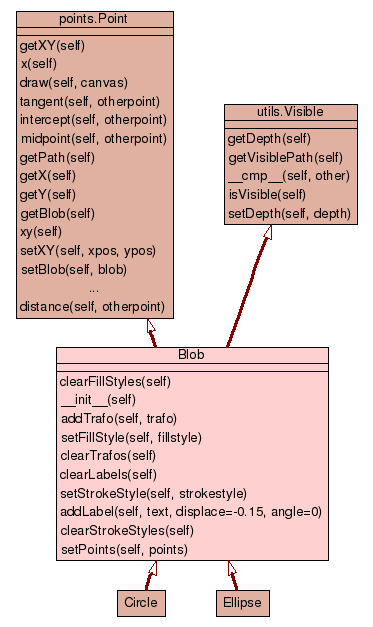 points.Point
getXY(self)
x(self)
draw(self, canvas)
tangent(self, otherpoint)
intercept(self, otherpoint)
midpoint(self, otherpoint)
getPath(self)
getX(self)
getY(self)
getBlob(self)
xy(self)
setXY(self, xpos, ypos)
setBlob(self, blob)
...
distance(self, otherpoint)
utils.Visible
getDepth(self)
getVisiblePath(self)
__cmp__(self, other)
isVisible(self)
setDepth(self, depth)
Blob
clearFillStyles(self)
__init__(self)
addTrafo(self, trafo)
setFillStyle(self, fillstyle)
clearTrafos(self)
clearLabels(self)
setStrokeStyle(self, strokestyle)
addLabel(self, text, displace=-0.15, angle=0)
clearStrokeStyles(self)
setPoints(self, points)
Circle
Ellipse